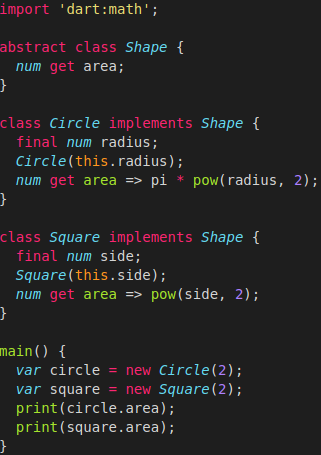 import 'dart:math';

abstract class Shape {
  num get area;
}

class Circle implements Shape {
  final num radius;
  Circle(this.radius);
  num get area => pi * pow(radius, 2);
}

class Square implements Shape {
  final num side;
  Square(this.side);
  num get area => pow(side, 2);
}

main() {
  var circle = new Circle(2);
  var square = new Square(2);
  print(circle.area);
  print(square.area);
}